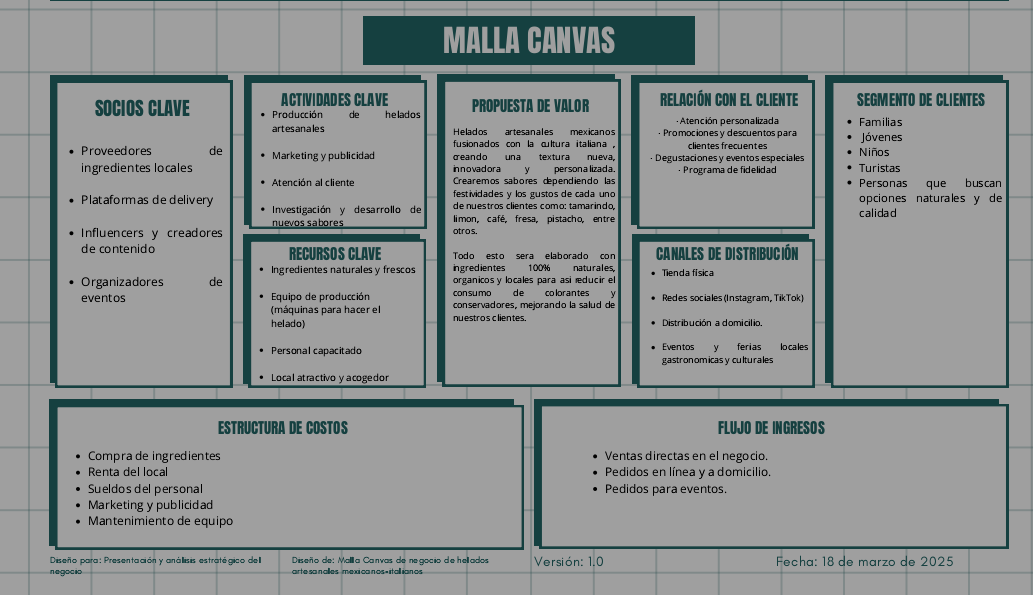 MALLA CANVAS
SOCIOS CLAVE
• Proveedores de
ingredientes locales
• Plataformas de delivery
• Influencers y creadores
de contenido
• Organizadores de
eventos
ACTIVIDADES CLAVE
• Producción de helados
artesanales
• Marketing y publicidad
• Atención al cliente
• Investigación y desarrollo de
nuevos sabores
RECURSOS CLAVE
• Ingredientes naturales y frescos
• Equipo de producción
(máquinas para hacer el
helado)
• Personal capacitado
• Local atractivo y acogedor
PROPUESTA DE VALOR
Helados artesanales mexicanos
fusionados con la cultura italiana ,
creando una textura nueva,
innovadora y personalizada.
Crearemos sabores dependiendo las
festividades y los gustos de cada uno
de nuestros clientes como: tamarindo,
limon, café, fresa, pistacho, entre
otros.
Todo esto sera elaborado con
ingredientes 100% naturales,
organicos y locales para asi reducir el
consumo de colorantes y
conservadores, mejorando la salud de
nuestros clientes.
RELACIÓN CON EL CLIENTE
· Atención personalizada
· Promociones y descuentos para
clientes frecuentes
· Degustaciones y eventos especiales
· Programa de fidelidad
CANALES DE DISTRIBUCIÓN
• Tienda física
• Redes sociales (Instagram, TikTok)
• Distribución a domicilio.
• Eventos y ferias locales
gastronomicas y culturales
SEGMENTO DE CLIENTES
• Familias
• Jóvenes
• Niños
• Turistas
• Personas que buscan
opciones naturales y de
calidad
ESTRUCTURA DE COSTOS
• Compra de ingredientes
• Renta del local
• Sueldos del personal
• Marketing y publicidad
• Mantenimiento de equipo
FLUJO DE INGRESOS
• Ventas directas en el negocio.
• Pedidos en línea y a domicilio.
• Pedidos para eventos.
Diseño para: Presentación y análisis estratégico del
negocio
Diseño de: Malla Canvas de negocio de helados
artesanales mexicanos-italianos
Versión: 1.0
Fecha: 18 de marzo de 2025